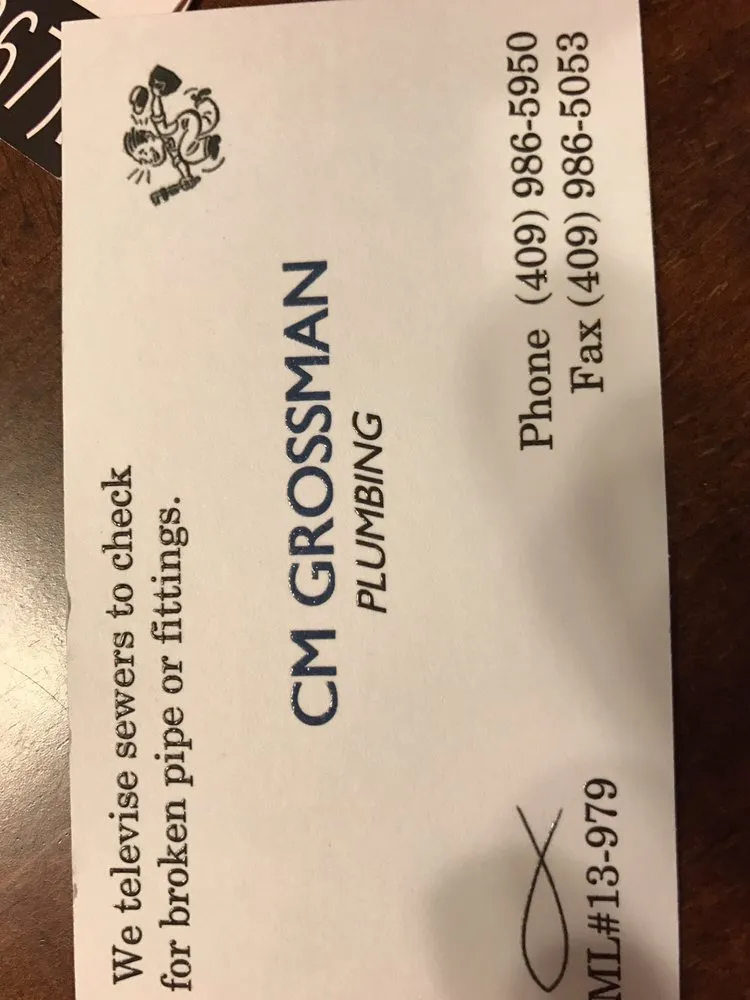 We televise sewers to check
for broken pipe or fittings.
CM GROSSMAN
PLUMBING
Phone (409) 986-5950
Fax (409) 986-5053
ML#13-979